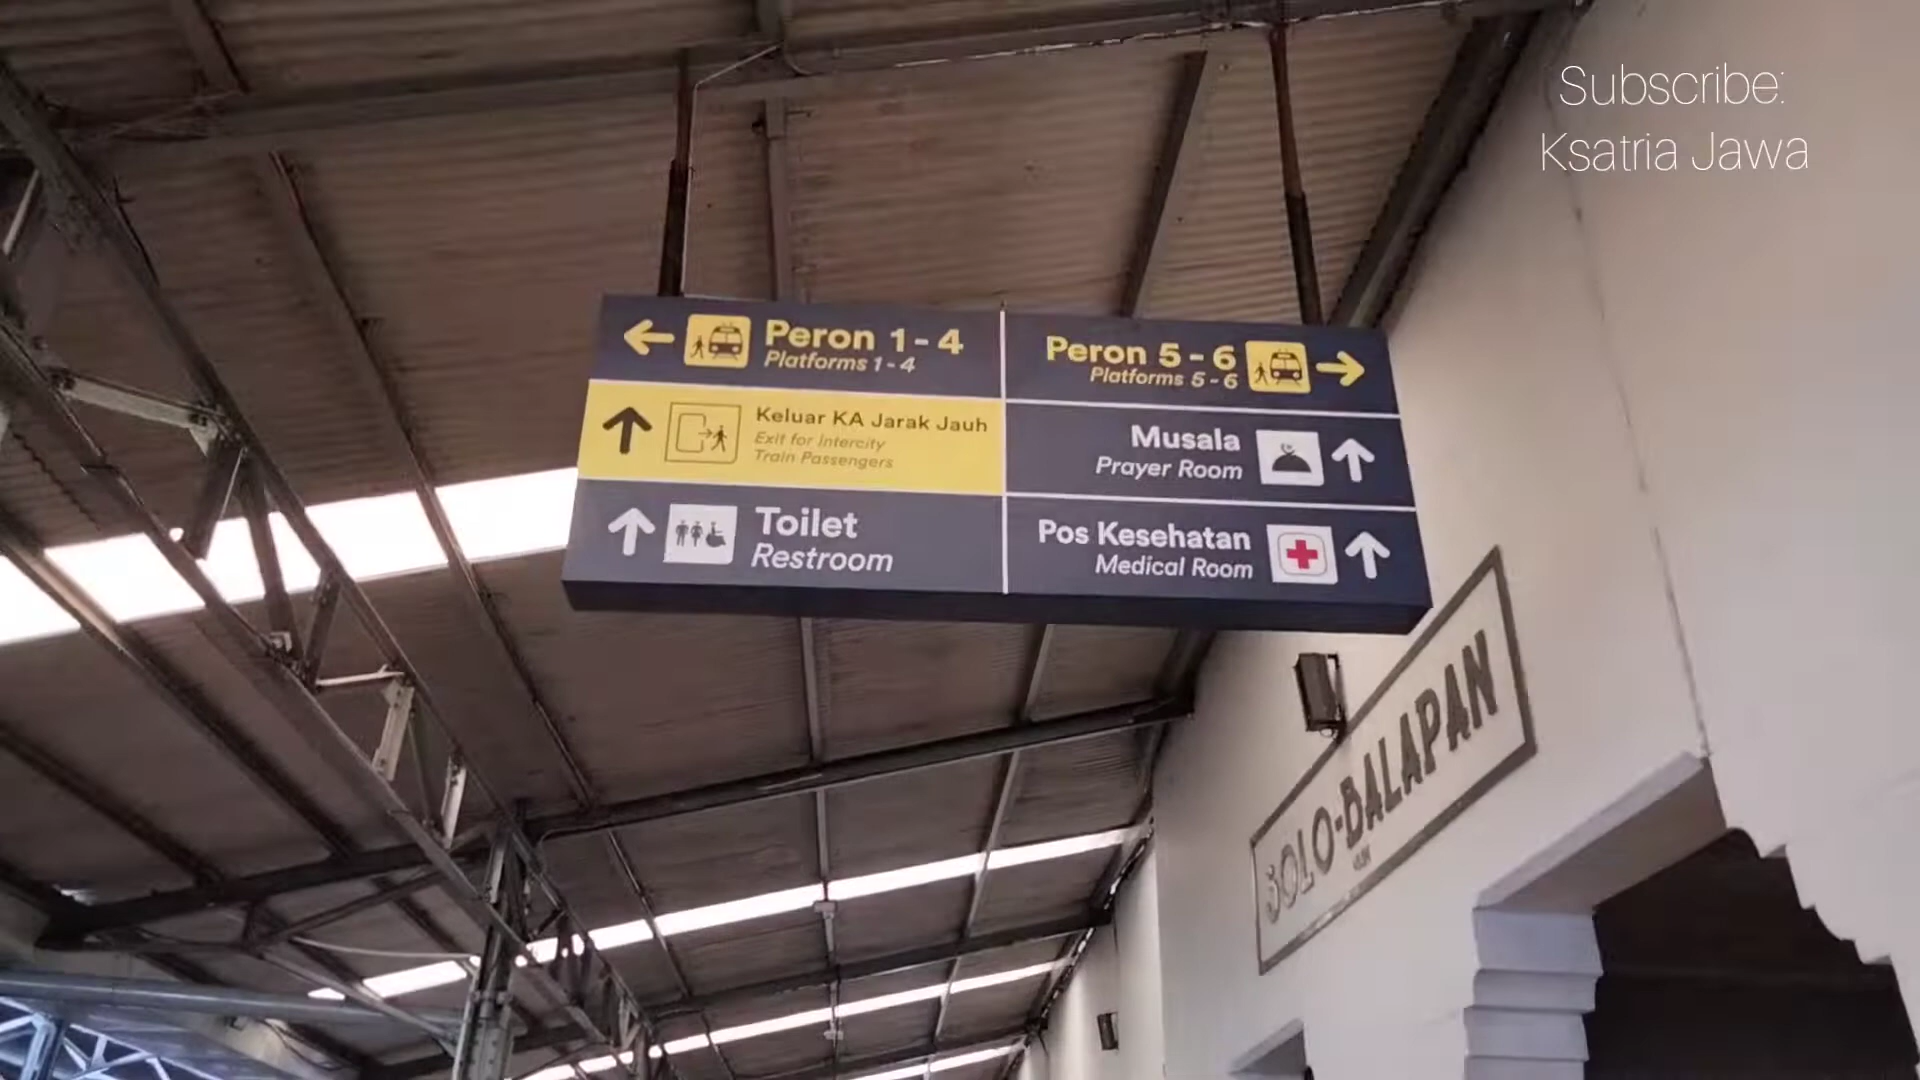 Subscribe:
Ksatria Jawa
Peron 1 - 4
Platforms 1 - 4
Keluar KA Jarak Jauh
Exit for Intercity
Train Passengers
Toilet
Restroom
Peron 5 - 6
Platforms 5 - 6
Musala
Prayer Room
Pos Kesehatan
Medical Room
SOLO-BALAPAN